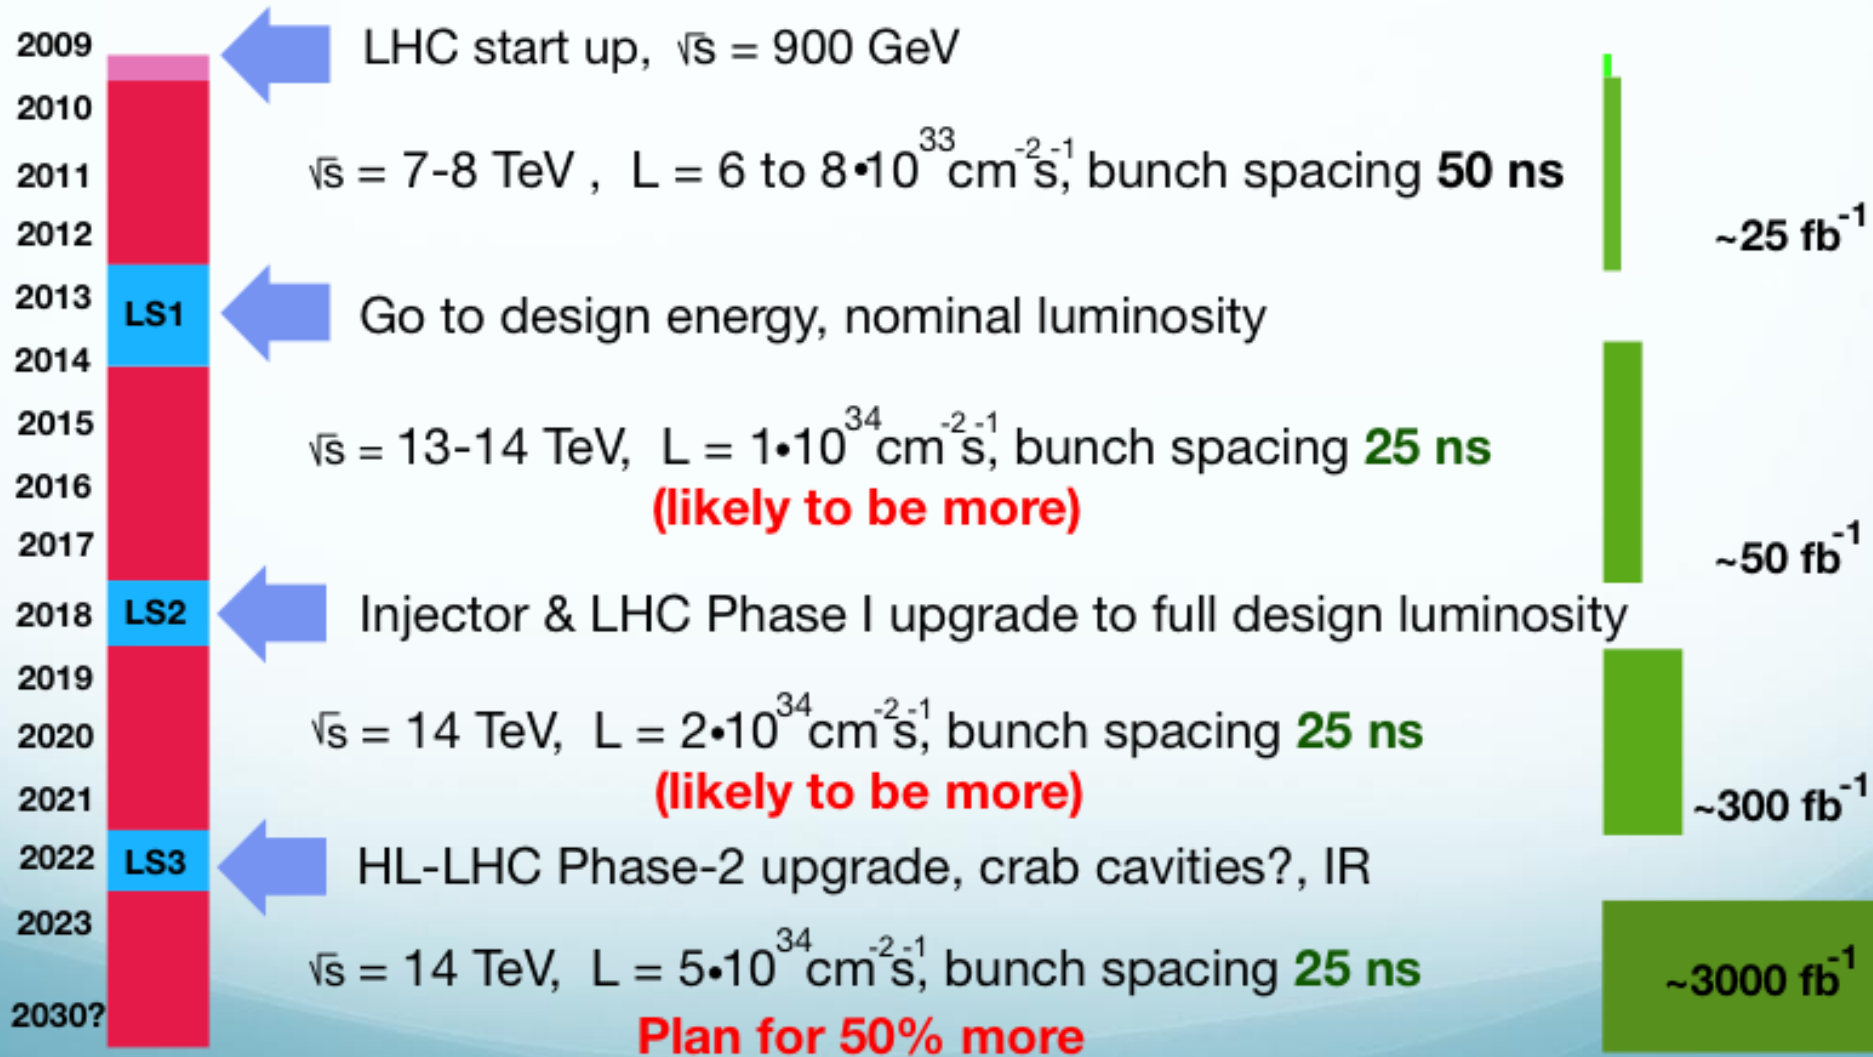 2009 LHC start up, √s = 900 GeV
2010
2011 √s = 7-8 TeV , L = 6 to 8•10³³cm⁻²s⁻¹, bunch spacing 50 ns
2012 ~25 fb⁻¹
2013 LS1 Go to design energy, nominal luminosity
2014
2015 √s = 13-14 TeV, L = 1•10³⁴cm⁻²s⁻¹, bunch spacing 25 ns
2016 (likely to be more)
2017 ~50 fb⁻¹
2018 LS2 Injector & LHC Phase I upgrade to full design luminosity
2019
2020 √s = 14 TeV, L = 2•10³⁴cm⁻²s⁻¹, bunch spacing 25 ns
2021 (likely to be more) ~300 fb⁻¹
2022 LS3 HL-LHC Phase-2 upgrade, crab cavities?, IR
2023
√s = 14 TeV, L = 5•10³⁴cm⁻²s⁻¹, bunch spacing 25 ns ~3000 fb⁻¹
2030? Plan for 50% more